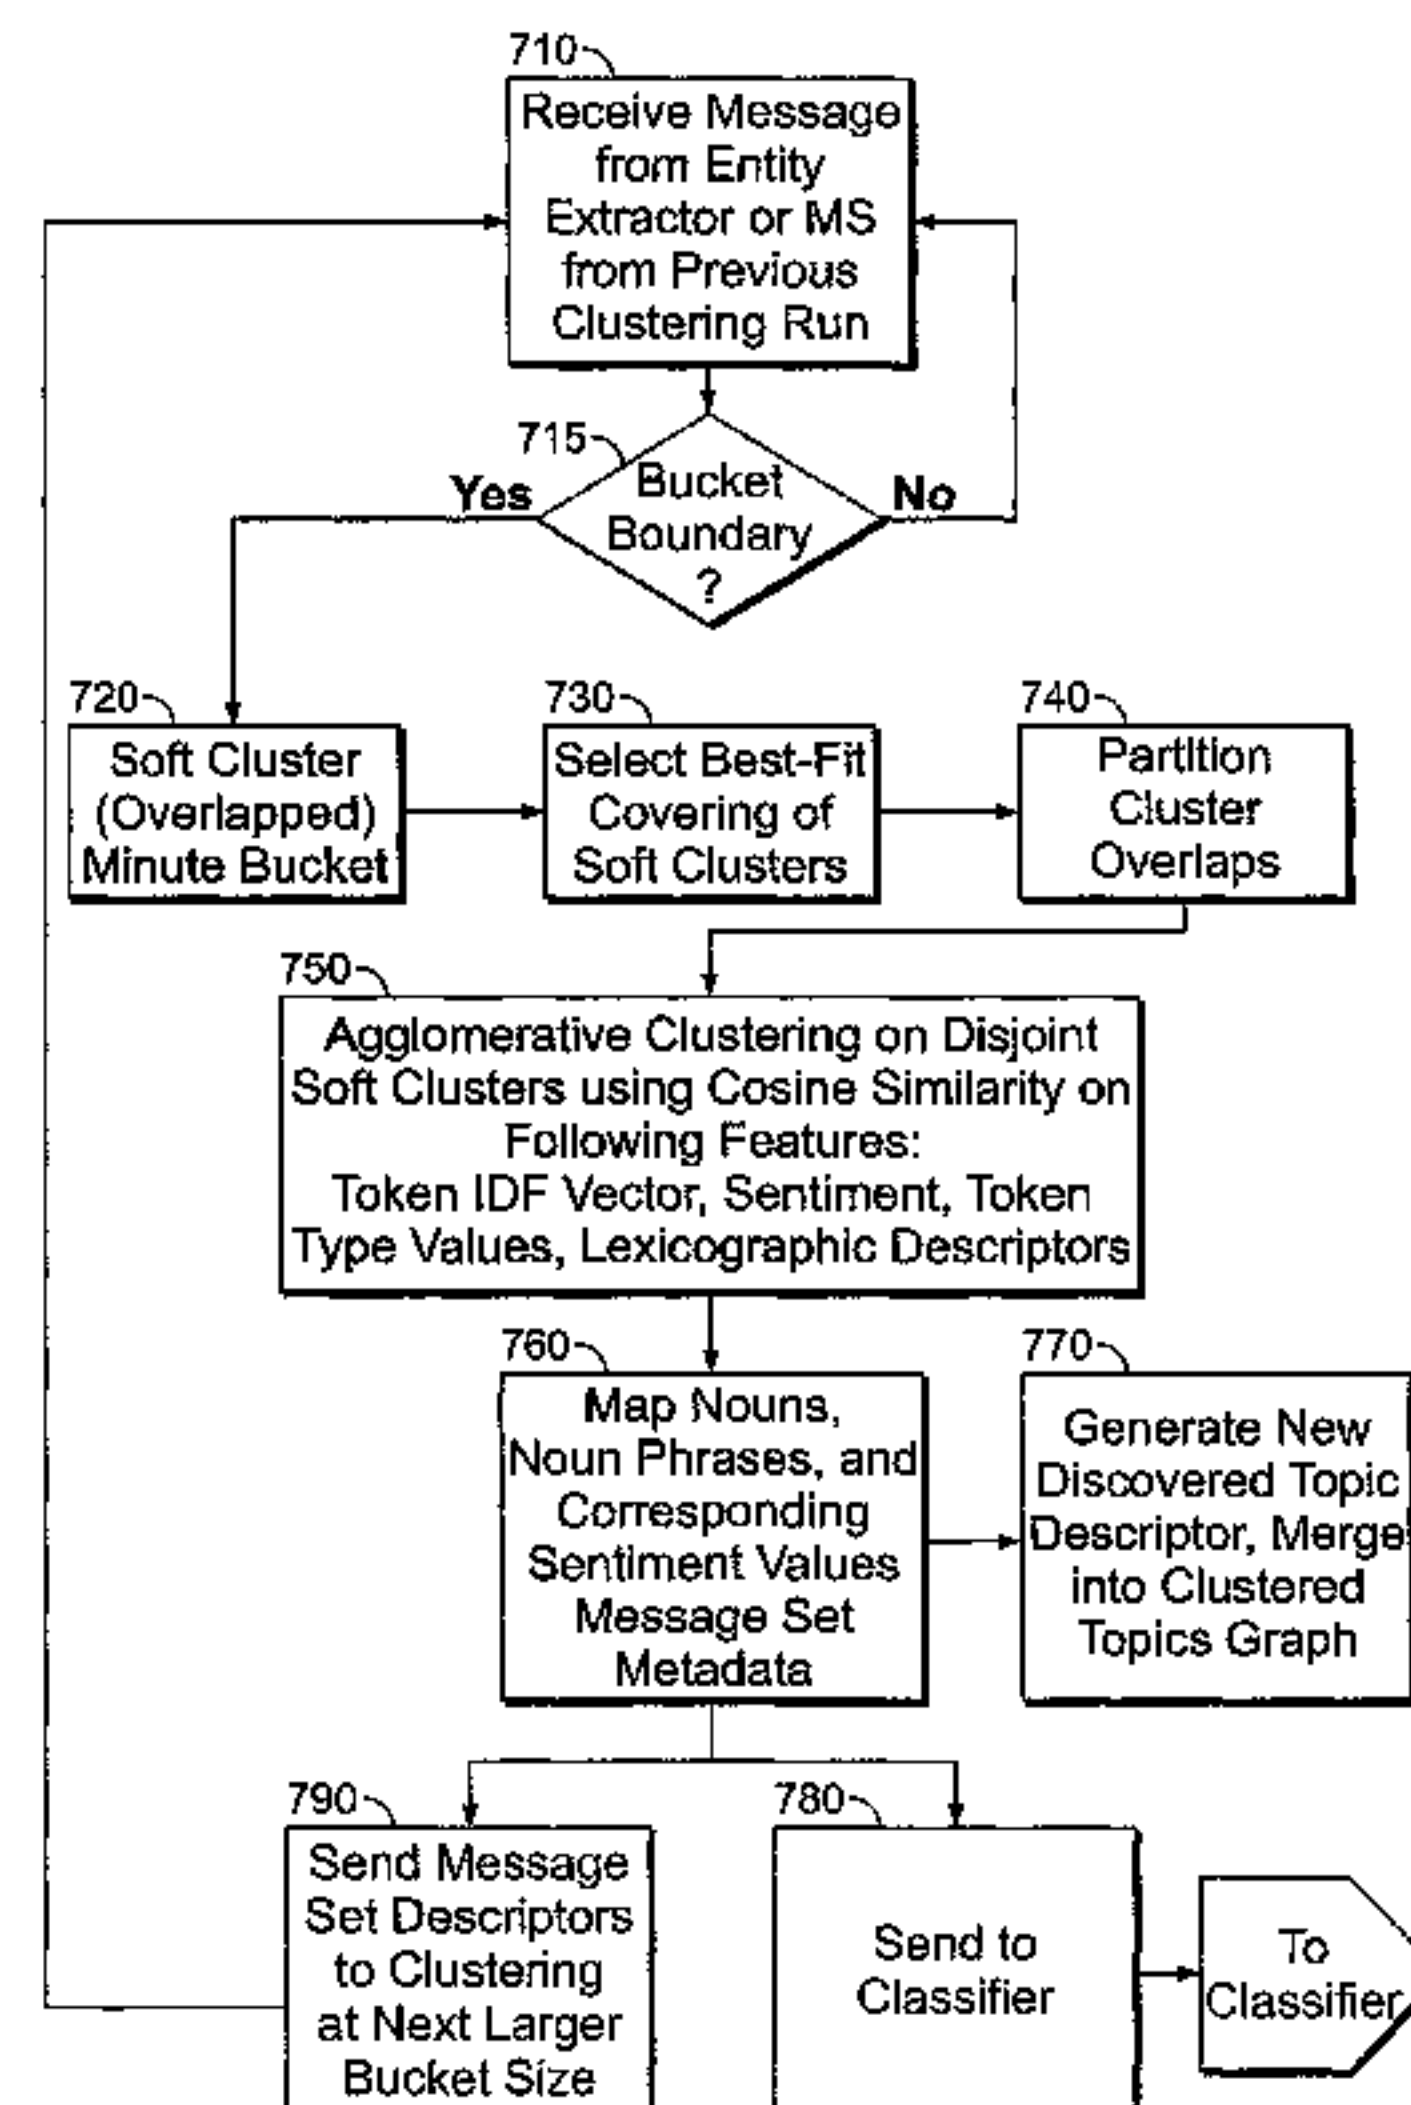 710
Receive Message
from Entity
Extractor or MS
from Previous
Clustering Run
715
Bucket
Boundary
?
Yes
No
720
Soft Cluster
(Overlapped)
Minute Bucket
730
Select Best-Fit
Covering of
Soft Clusters
740
Partition
Cluster
Overlaps
750
Agglomerative Clustering on Disjoint
Soft Clusters using Cosine Similarity on
Following Features:
Token IDF Vector, Sentiment, Token
Type Values, Lexicographic Descriptors
760
Map Nouns,
Noun Phrases, and
Corresponding
Sentiment Values
Message Set
Metadata
770
Generate New
Discovered Topic
Descriptor, Merge
into Clustered
Topics Graph
790
Send Message
Set Descriptors
to Clustering
at Next Larger
Bucket Size
780
Send to
Classifier
To
Classifier